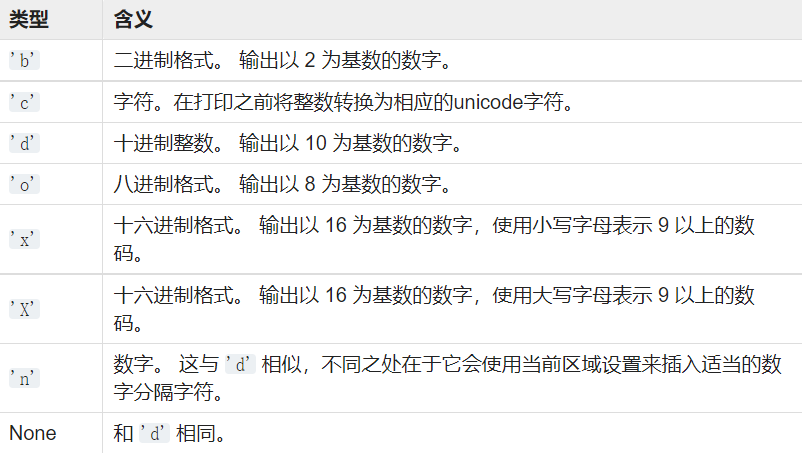 类型 含义
'b' 二进制格式。 输出以 2 为基数的数字。
'c' 字符。在打印之前将整数转换为相应的unicode字符。
'd' 十进制整数。 输出以 10 为基数的数字。
'o' 八进制格式。 输出以 8 为基数的数字。
'x' 十六进制格式。 输出以 16 为基数的数字，使用小写字母表示 9 以上的数
码。
'X' 十六进制格式。 输出以 16 为基数的数字，使用大写字母表示 9 以上的数
码。
'n' 数字。 这与 'd' 相似，不同之处在于它会使用当前区域设置来插入适当的数
字分隔字符。
None 和 'd' 相同。